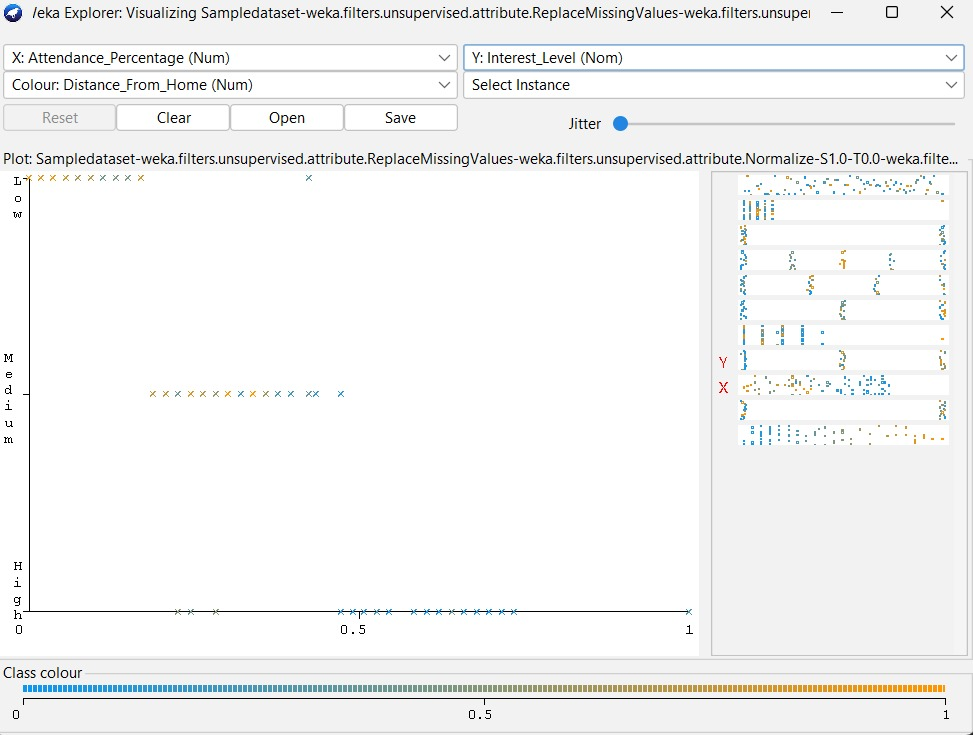 /eka Explorer: Visualizing Sampledataset-weka.filters.unsupervised.attribute.ReplaceMissingValues-weka.filters.unsuper
X: Attendance_Percentage (Num)
Y: Interest_Level (Nom)
Colour: Distance_From_Home (Num)
Select Instance
Reset
Clear
Open
Save
Jitter
Plot: Sampledataset-weka.filters.unsupervised.attribute.ReplaceMissingValues-weka.filters.unsupervised.attribute.Normalize-S1.0-T0.0-weka.filte...
Low
Medium
High
0
0.5
1
Y
X
Class colour
0
0.5
1